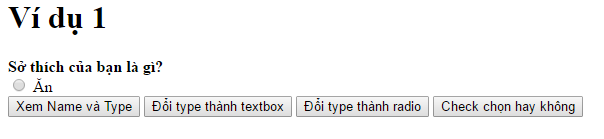 Ví dụ 1
Sở thích của bạn là gì?
Ăn
Xem Name và Type Đổi type thành textbox Đổi type thành radio Check chọn hay không